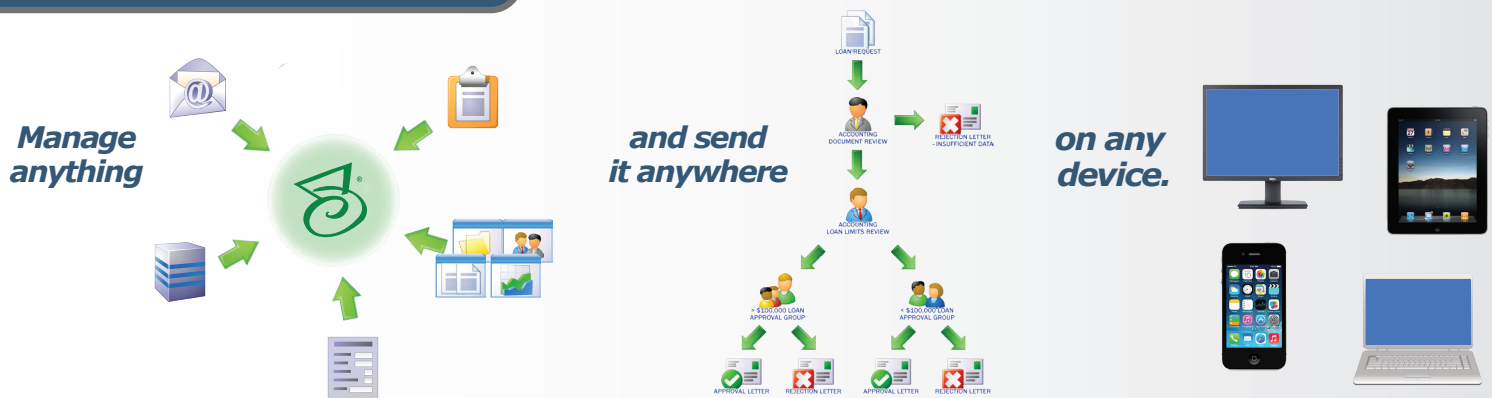 Manage
anything
®
and send
it anywhere
LOAN REQUEST
ACCOUNTING
DOCUMENT REVIEW
REJECTION LETTER
- INSUFFICIENT DATA
ACCOUNTING
LOAN LIMITS REVIEW
> $100,000 LOAN
APPROVAL GROUP
< $100,000 LOAN
APPROVAL GROUP
APPROVAL LETTER
REJECTION LETTER
APPROVAL LETTER
REJECTION LETTER
on any
device.